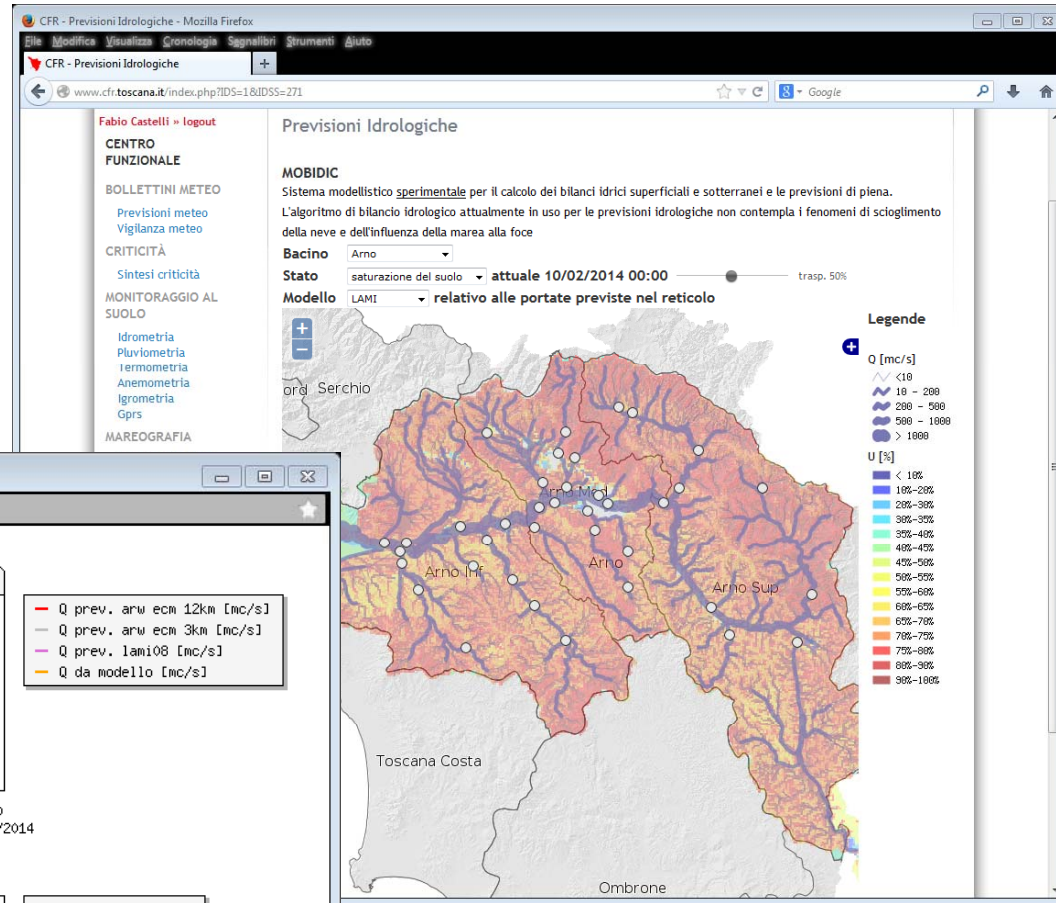 CFR - Previsioni Idrologiche - Mozilla Firefox
File Modifica Visualizza Cronologia Segnalibri Strumenti Aiuto
CFR - Previsioni Idrologiche
www.cfr.toscana.it/index.php?IDS=1&IDSS=271
Google
Fabio Castelli » logout
CENTRO
FUNZIONALE
BOLLETTINI METEO
Previsioni meteo
Vigilanza meteo
CRITICITÀ
Sintesi criticità
MONITORAGGIO AL
SUOLO
Idrometria
Pluviometria
Termometria
Anemometria
Igrometria
Gprs
MAREOGRAFIA
Previsioni Idrologiche
MOBIDIC
Sistema modellistico sperimentale per il calcolo dei bilanci idrici superficiali e sotterranei e le previsioni di piena.
L'algoritmo di bilancio idrologico attualmente in uso per le previsioni idrologiche non contempla i fenomeni di scioglimento
della neve e dell'influenza della marea alla foce
Bacino Arno
Stato saturazione del suolo attuale 10/02/2014 00:00 trasp. 50%
Modello LAMI relativo alle portate previste nel reticolo
ord Serchio
Arno Med
Arno Inf
Arno
Arno Sup
Toscana Costa
Ombrone
Legende
Q [mc/s]
<10
10 - 200
200 - 500
500 - 1000
> 1000
U [%]
< 10%
10%-20%
20%-30%
30%-35%
35%-40%
40%-45%
45%-50%
50%-55%
55%-60%
60%-65%
65%-70%
70%-75%
75%-80%
80%-90%
90%-100%
Q prev. arw ecm 12km [mc/s]
Q prev. arw ecm 3km [mc/s]
Q prev. lami08 [mc/s]
Q da modello [mc/s]
/2014